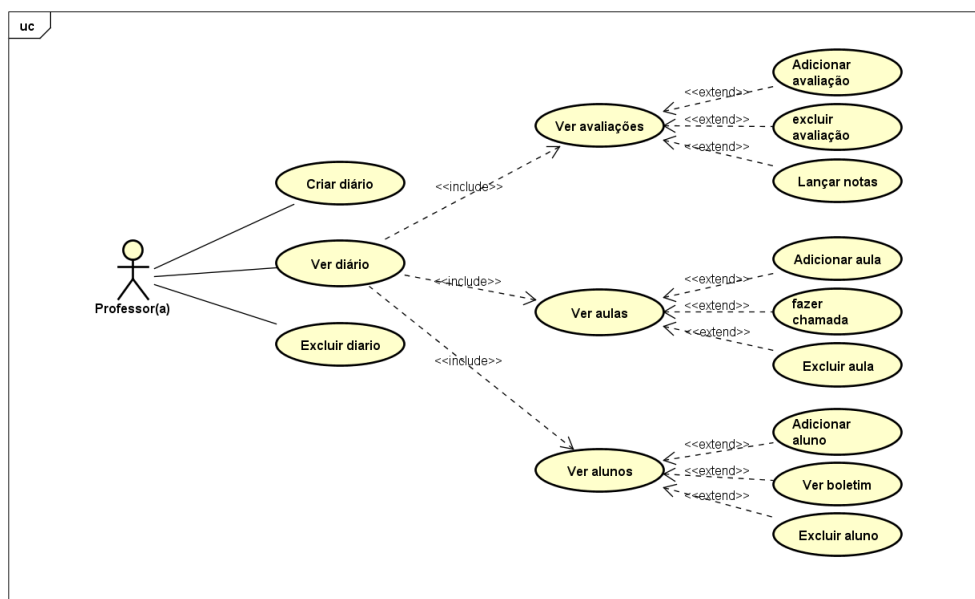 uc
Adicionar
avaliação
<<extend>>
Ver avaliações
<<extend>>
excluir
avaliação
<<extend>>
Lançar notas
Criar diário
<<include>>
Professor(a)
Ver diário
<<include>>
Excluir diario
<<include>>
Ver aulas
Adicionar aula
<<extend>>
<<extend>>
fazer
chamada
<<extend>>
Excluir aula
Ver alunos
Adicionar
aluno
<<extend>>
<<extend>>
Ver boletim
<<extend>>
Excluir aluno